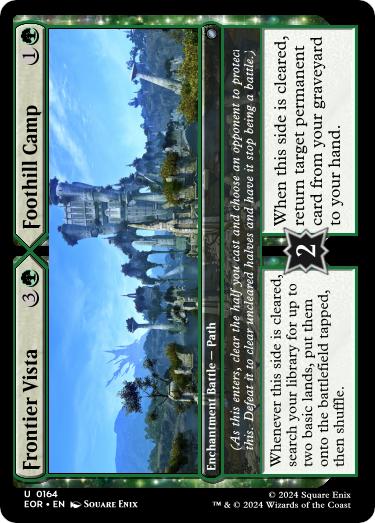 Frontier Vista 3
Foothill Camp 1
Enchantment Battle — Path
(As this enters, clear the half you cast and choose an opponent to protect
this. Defeat it to clear uncleared halves and have it stop being a battle.)
Whenever this side is cleared,
search your library for up to
two basic lands, put them
onto the battlefield tapped,
then shuffle.
2
When this side is cleared,
return target permanent
card from your graveyard
to your hand.
U 0164
EOR • EN SQUARE ENIX
© 2024 Square Enix
™ & © 2024 Wizards of the Coast